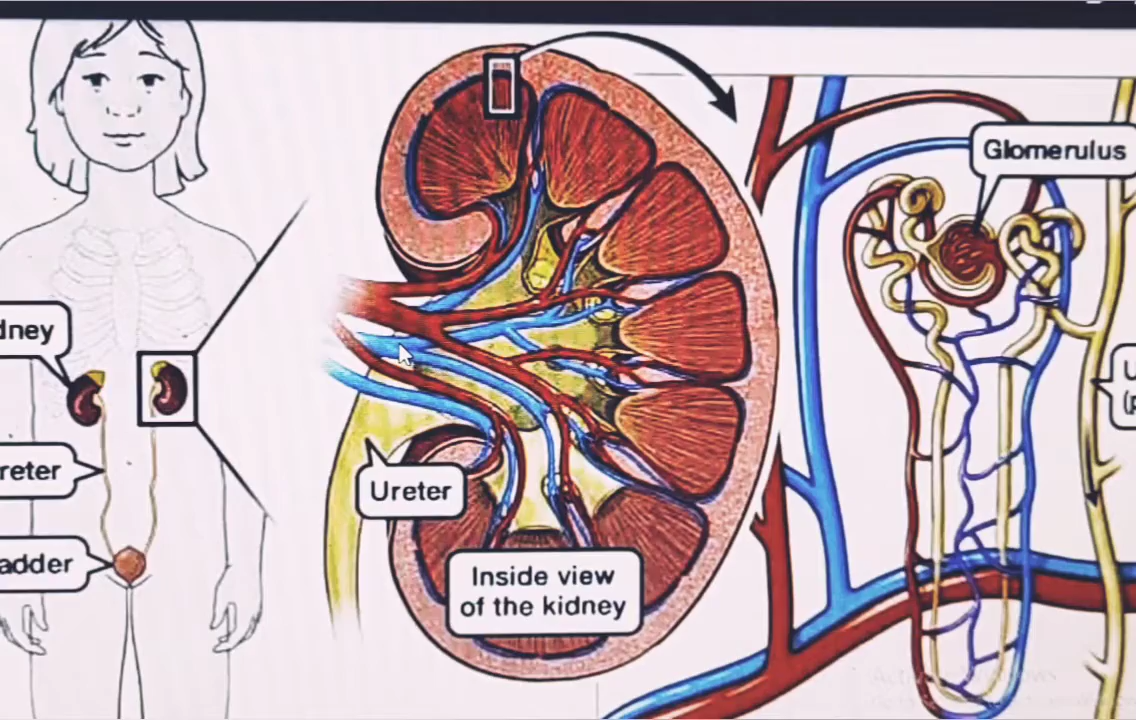 dney
reter
adder
Ureter
Inside view
of the kidney
Glomerulus
U
(p